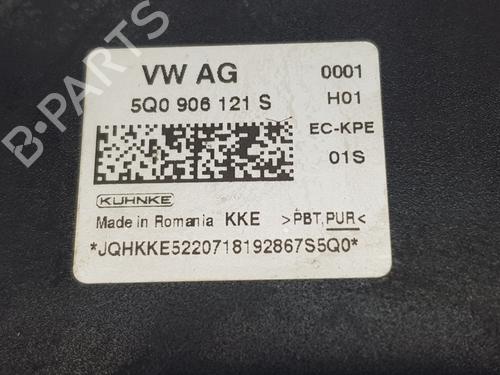 VW AG 0001
5Q0 906 121 S H01
EC-KPE
01S
KUHNKE
Made in Romania KKE >PBT,PUR<
*JQHKKE5220718192867S5Q0*
B-PARTS